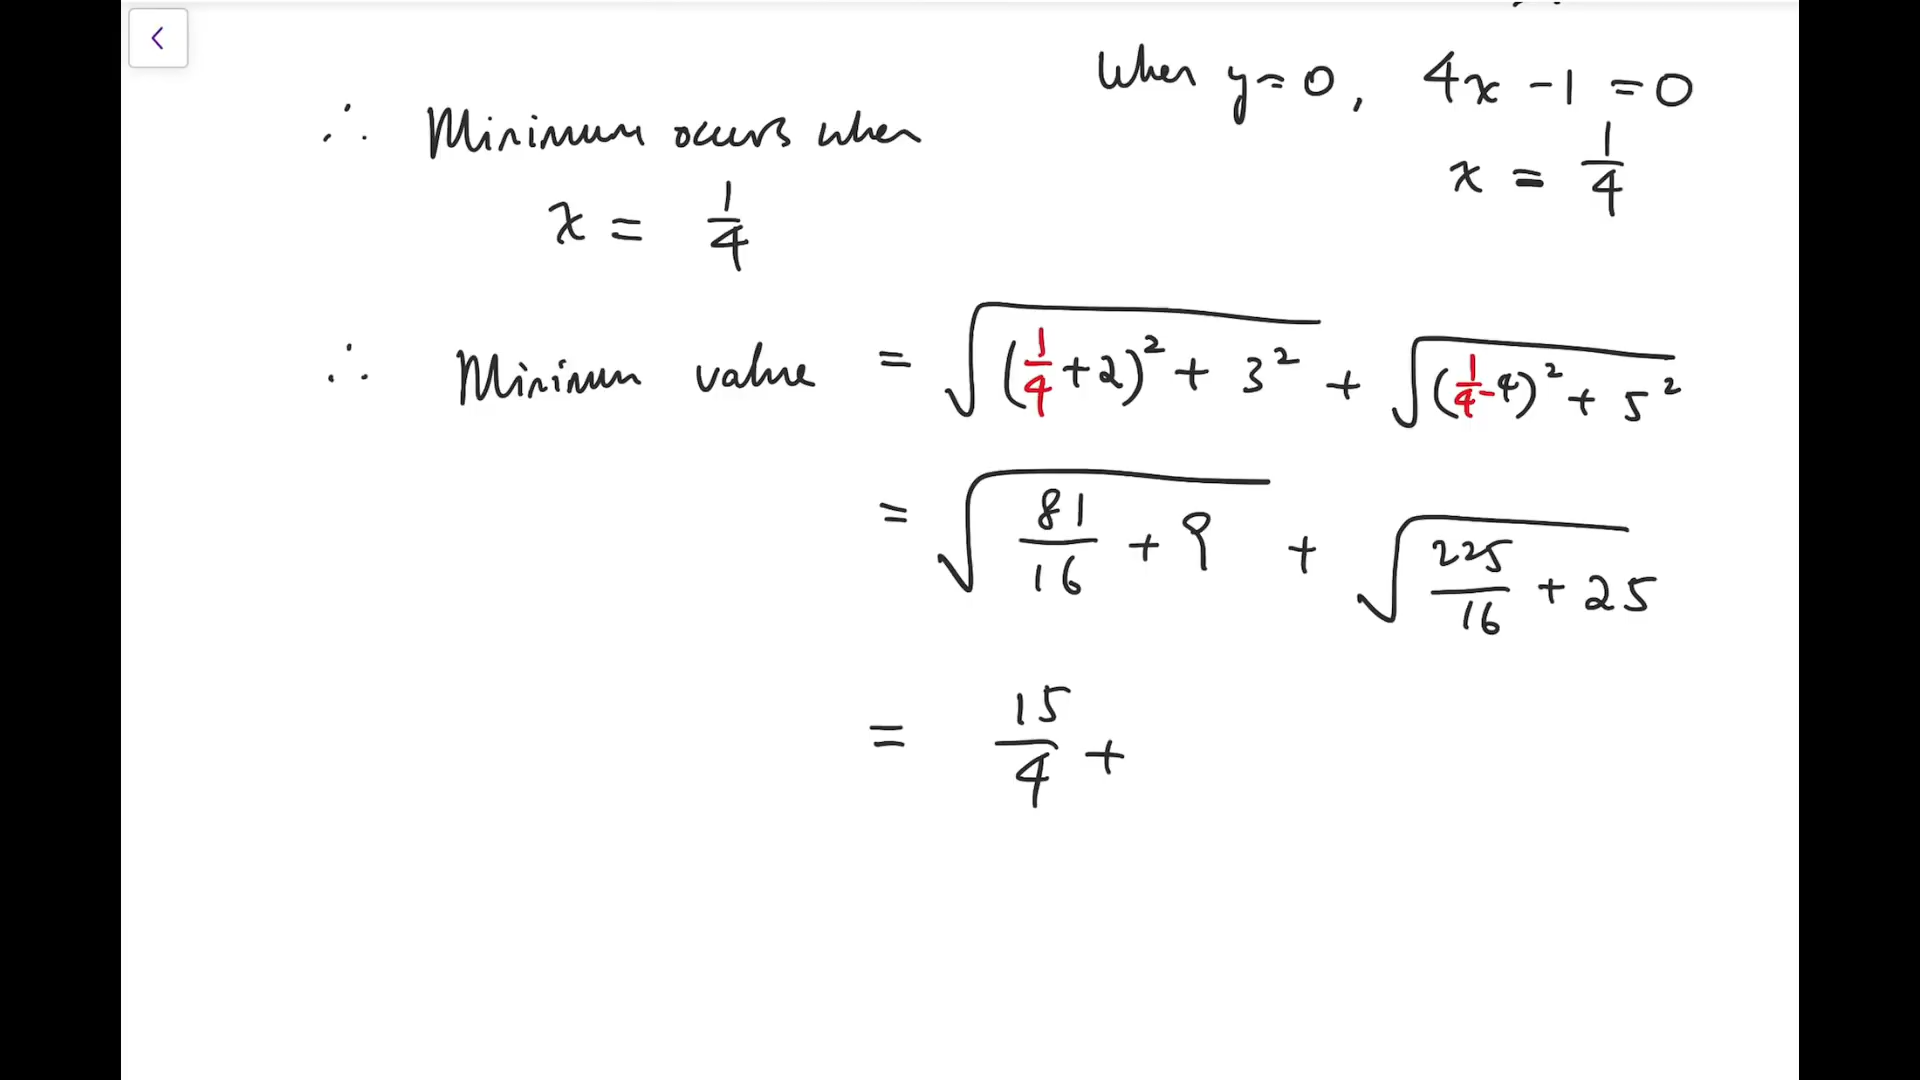 When y=0, 4x -1 =0
∴ Minimum occurs when
x = 1/4
x = 1/4
∴ Minimum value = √((1/4+2)² + 3²) + √((1/4-4)² + 5²)
= √(81/16 + 9) + √(225/16 + 25)
= 15/4 +